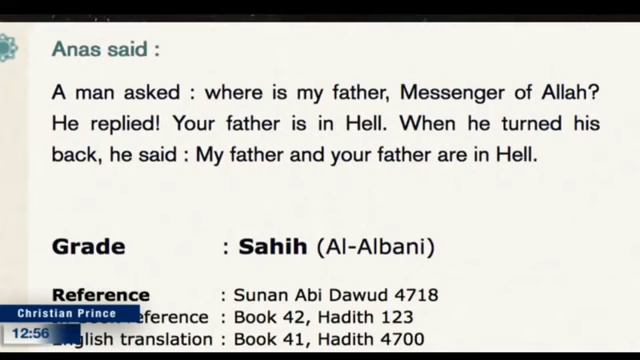 Anas said :
A man asked : where is my father, Messenger of Allah?
He replied! Your father is in Hell. When he turned his
back, he said : My father and your father are in Hell.
Grade : Sahih (Al-Albani)
Reference : Sunan Abi Dawud 4718
Christian Prince
reference : Book 42, Hadith 123
12:56
English translation : Book 41, Hadith 4700